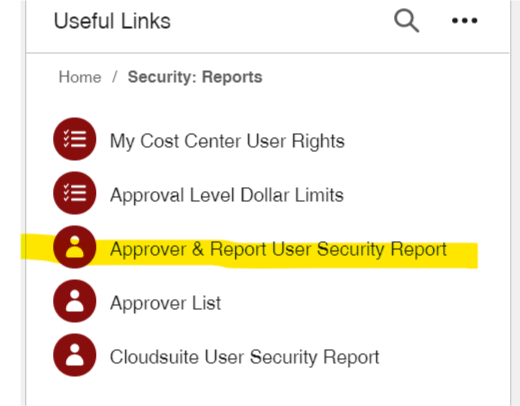 Useful Links
Home / Security: Reports
My Cost Center User Rights
Approval Level Dollar Limits
Approver & Report User Security Report
Approver List
Cloudsuite User Security Report